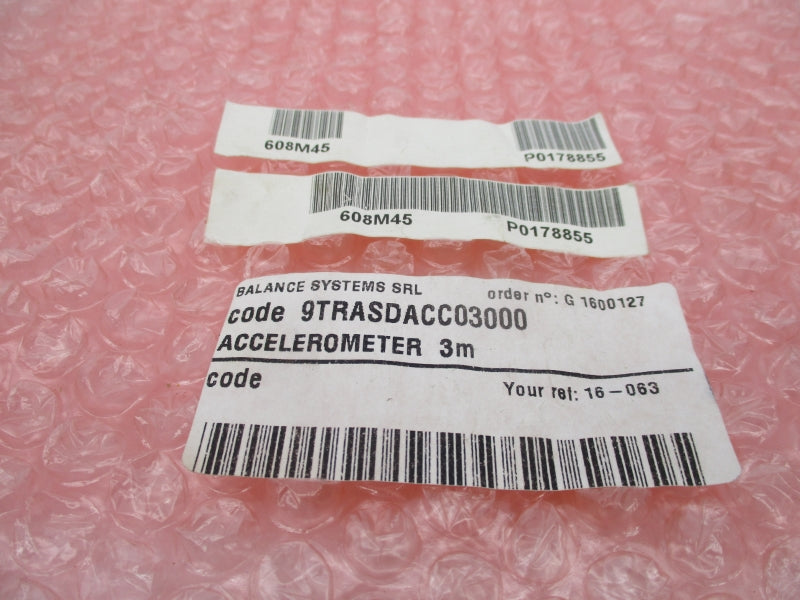 608M45 P0178855
608M45 P0178855
BALANCE SYSTEMS SRL order n°: G 1600127
code 9TRASDACC03000
ACCELEROMETER 3m
code Your ref: 16-063